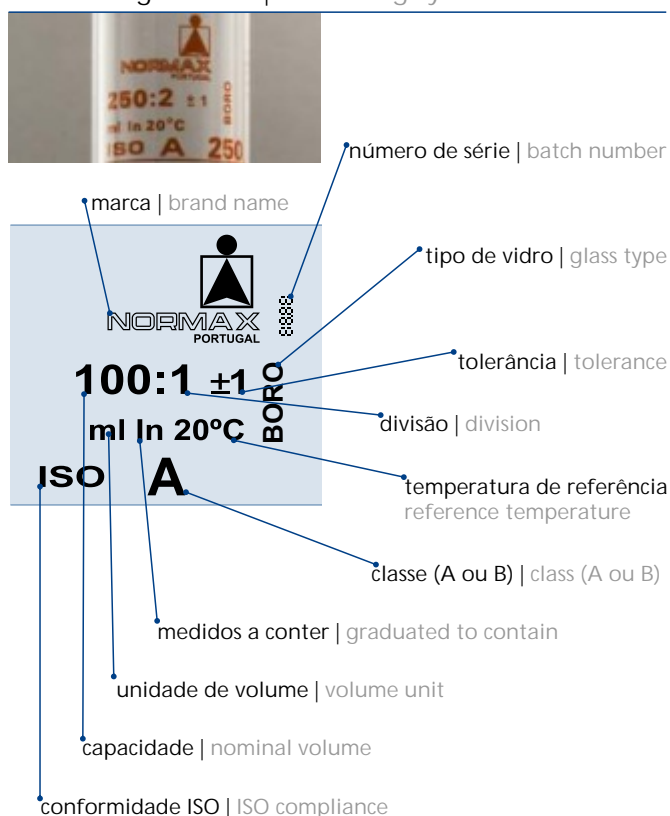 NORMAX
PORTUGAL
250:2 ±1
BORO
ml In 20°C
ISO A 250
número de série | batch number
marca | brand name
tipo de vidro | glass type
NORMAX
PORTUGAL
tolerância | tolerance
100:1 ±1
BORO
divisão | division
ml In 20ºC
ISO A
temperatura de referência
reference temperature
classe (A ou B) | class (A ou B)
medidos a conter | graduated to contain
unidade de volume | volume unit
capacidade | nominal volume
conformidade ISO | ISO compliance